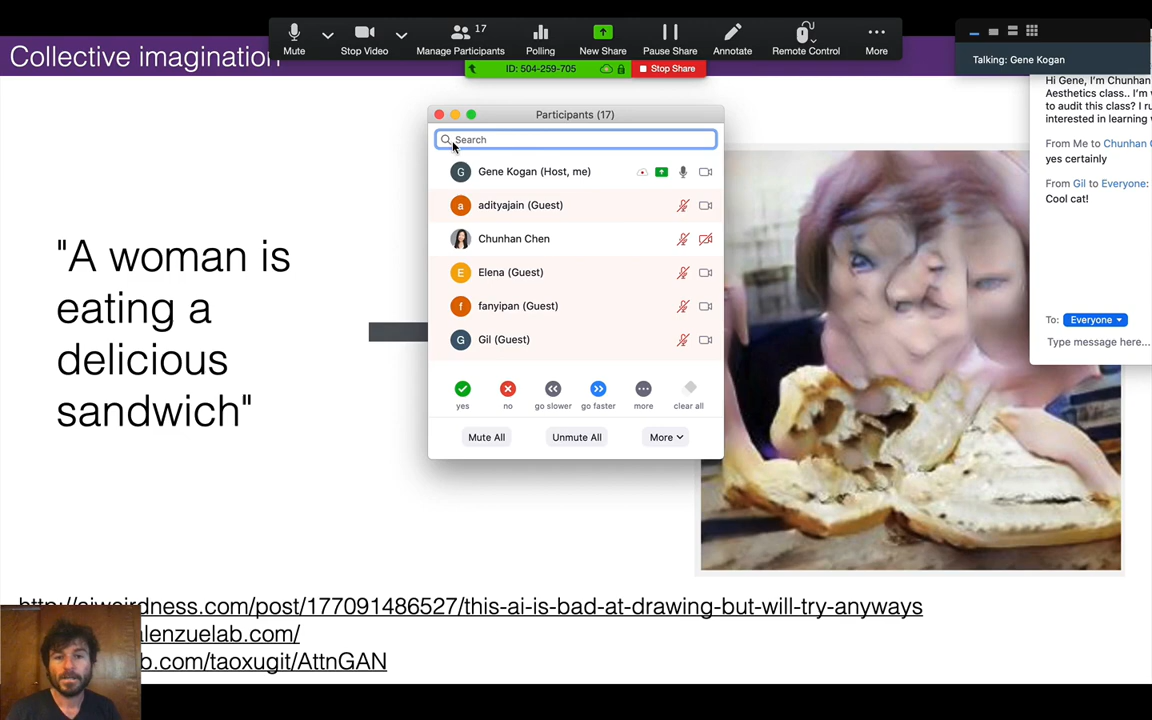 17
Mute
Stop Video
Manage Participants
Polling
New Share
Pause Share
Annotate
Remote Control
More
ID: 504-259-705
Stop Share
Talking: Gene Kogan
Collective imagination
Hi Gene, I'm Chunhan
Aesthetics class.. I'm
to audit this class? I
interested in learning
From Me to Chunhan
yes certainly
From Gil to Everyone:
Cool cat!
To: Everyone
Type message here...
Participants (17)
Search
G Gene Kogan (Host, me)
a adityajain (Guest)
Chunhan Chen
E Elena (Guest)
f fanyipan (Guest)
G Gil (Guest)
yes
no
go slower
go faster
more
clear all
Mute All
Unmute All
More
"A woman is
eating a
delicious
sandwich"
http://aiweirdness.com/post/177091486527/this-ai-is-bad-at-drawing-but-will-try-anyways
alenzuelab.com/
b.com/taoxugit/AttnGAN